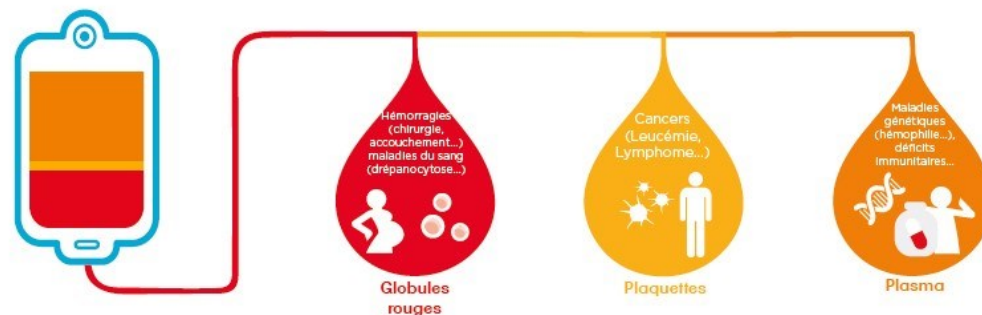 Hémorragies
(chirurgie,
accouchement...)
maladies du sang
(drépanocytose...)
Globules
rouges
Cancers
(Leucémie,
Lymphome...)
Plaquettes
Maladies
génétiques
(hémophilie...),
déficits
immunitaires...
Plasma